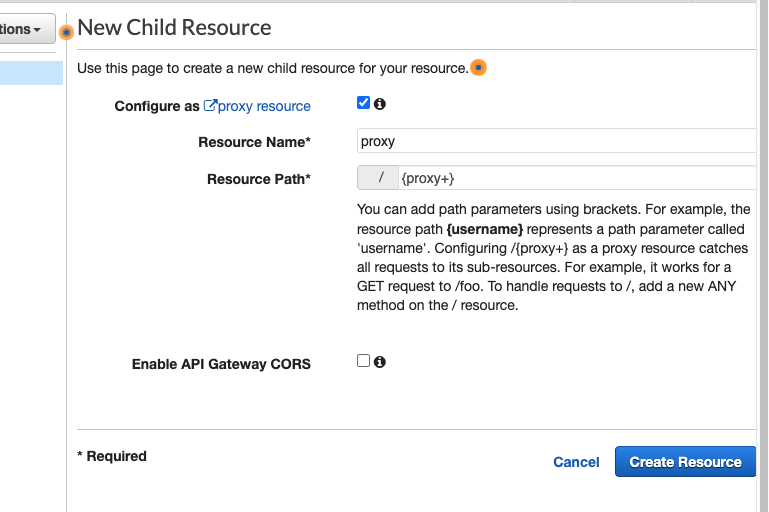 tions
New Child Resource
Use this page to create a new child resource for your resource.
Configure as proxy resource
Resource Name* proxy
Resource Path* / {proxy+}
You can add path parameters using brackets. For example, the
resource path {username} represents a path parameter called
'username'. Configuring /{proxy+} as a proxy resource catches
all requests to its sub-resources. For example, it works for a
GET request to /foo. To handle requests to /, add a new ANY
method on the / resource.
Enable API Gateway CORS
* Required
Cancel Create Resource